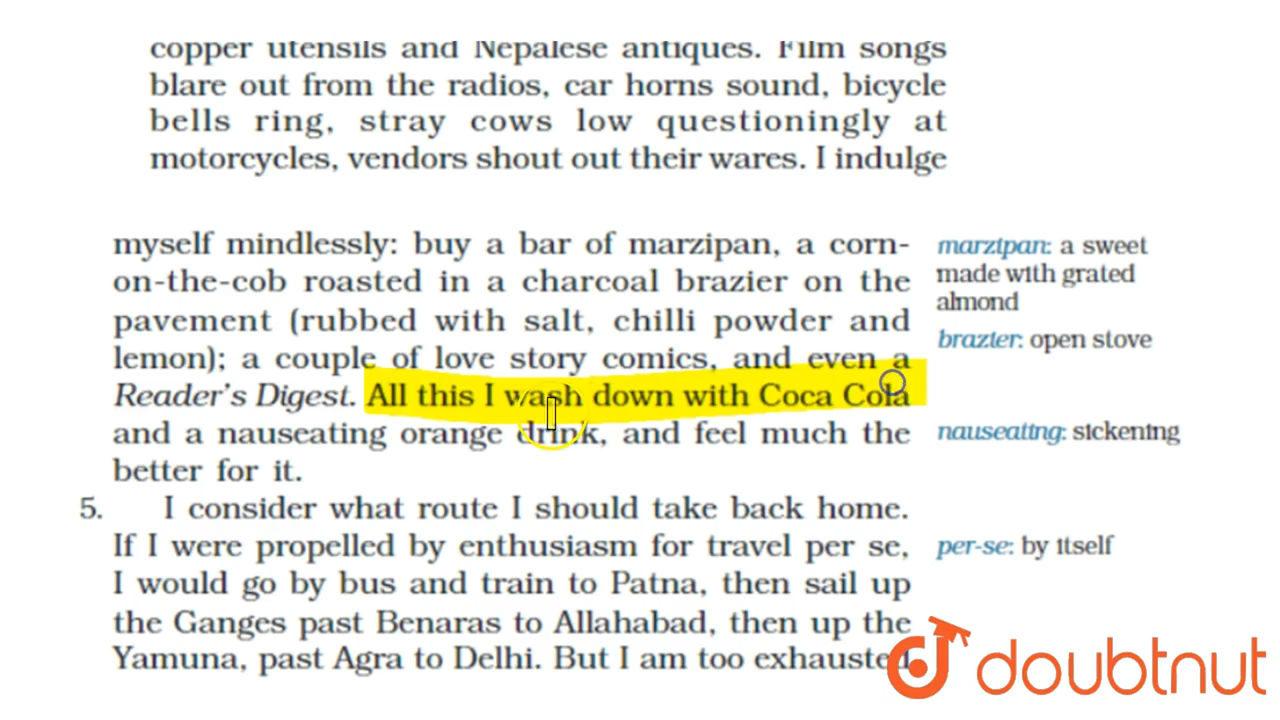 copper utensils and Nepalese antiques. Film songs
blare out from the radios, car horns sound, bicycle
bells ring, stray cows low questioningly at
motorcycles, vendors shout out their wares. I indulge
myself mindlessly: buy a bar of marzipan, a corn-
on-the-cob roasted in a charcoal brazier on the
pavement (rubbed with salt, chilli powder and
lemon); a couple of love story comics, and even a
Reader's Digest. All this I wash down with Coca Cola
and a nauseating orange drink, and feel much the
better for it.
marzipan: a sweet
made with grated
almond
brazier: open stove
nauseating: sickening
5. I consider what route I should take back home.
If I were propelled by enthusiasm for travel per se,
I would go by bus and train to Patna, then sail up
the Ganges past Benaras to Allahabad, then up the
Yamuna, past Agra to Delhi. But I am too exhausted
per-se: by itself
doubtnut